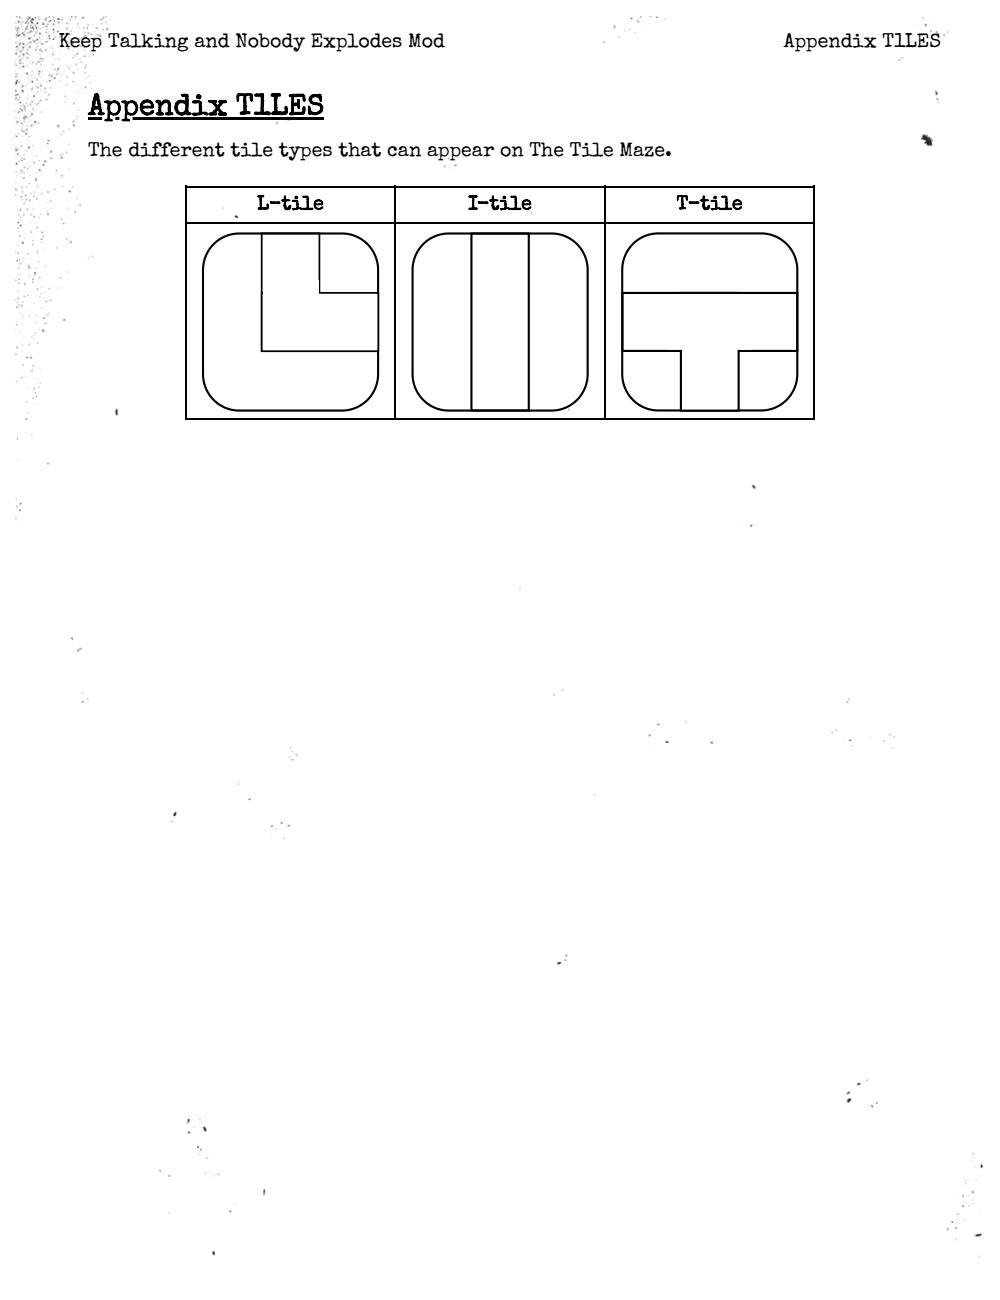 Keep Talking and Nobody Explodes Mod
Appendix T1LES
Appendix T1LES
The different tile types that can appear on The Tile Maze.
L-tile
I-tile
T-tile